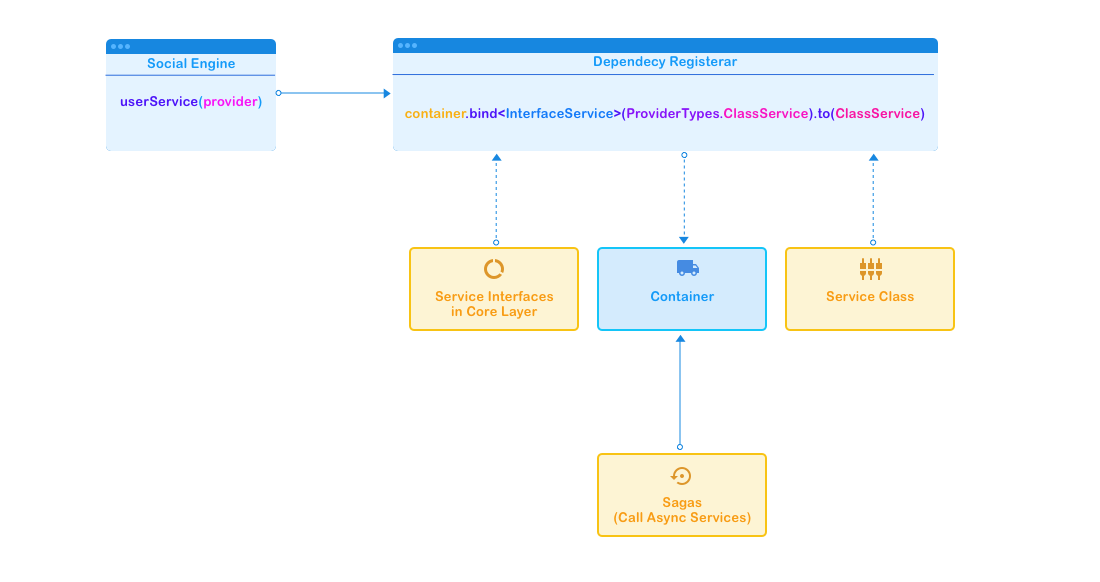 Social Engine
Dependecy Registerar
userService(provider)
container.bind<InterfaceService>(ProviderTypes.ClassService).to(ClassService)
Service Interfaces
in Core Layer
Container
Service Class
Sagas
(Call Async Services)